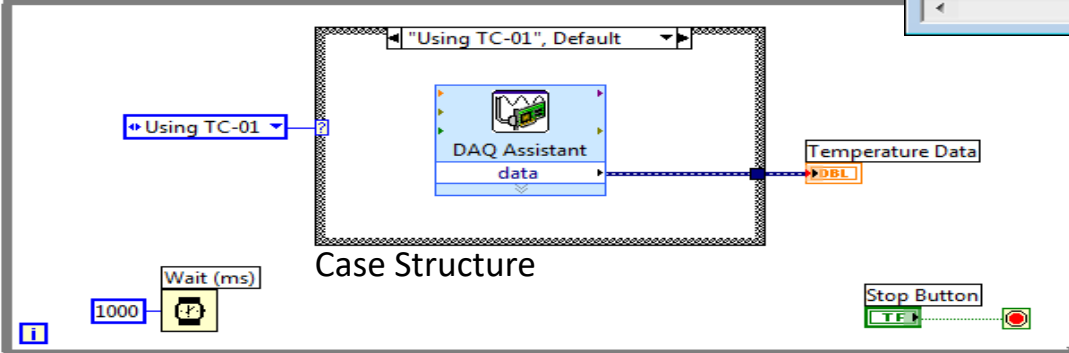 "Using TC-01", Default
Using TC-01
?
DAQ Assistant
data
Temperature Data
DBL
Case Structure
Wait (ms)
1000
Stop Button
TF
i